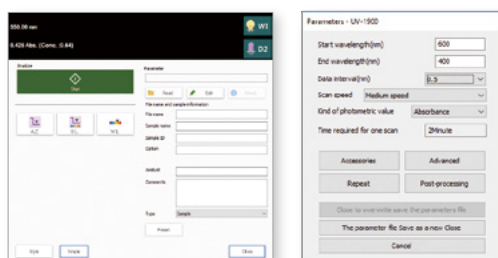 550.00 nm
W1
0.426 Abs. (Conc. :0.64)
D2
Analyze
Start
A.Z.
B.L.
W.L.
Parameter
Read
Edit
File name and sample information
File name
Sample name
Sample ID
Option
Analyst
Comments
Type
Sample
Preset
Close
Parameters - UV-1900
Start wavelength(nm)
600
End wavelength(nm)
400
Data interval(nm)
0.5
Scan speed
Medium speed
Kind of photometric value
Absorbance
Time required for one scan
2Minute
Accessories
Advanced
Repeat
Post-processing
Close to overwrite save the parameters file
The parameter file Save as a new Close
Cancel